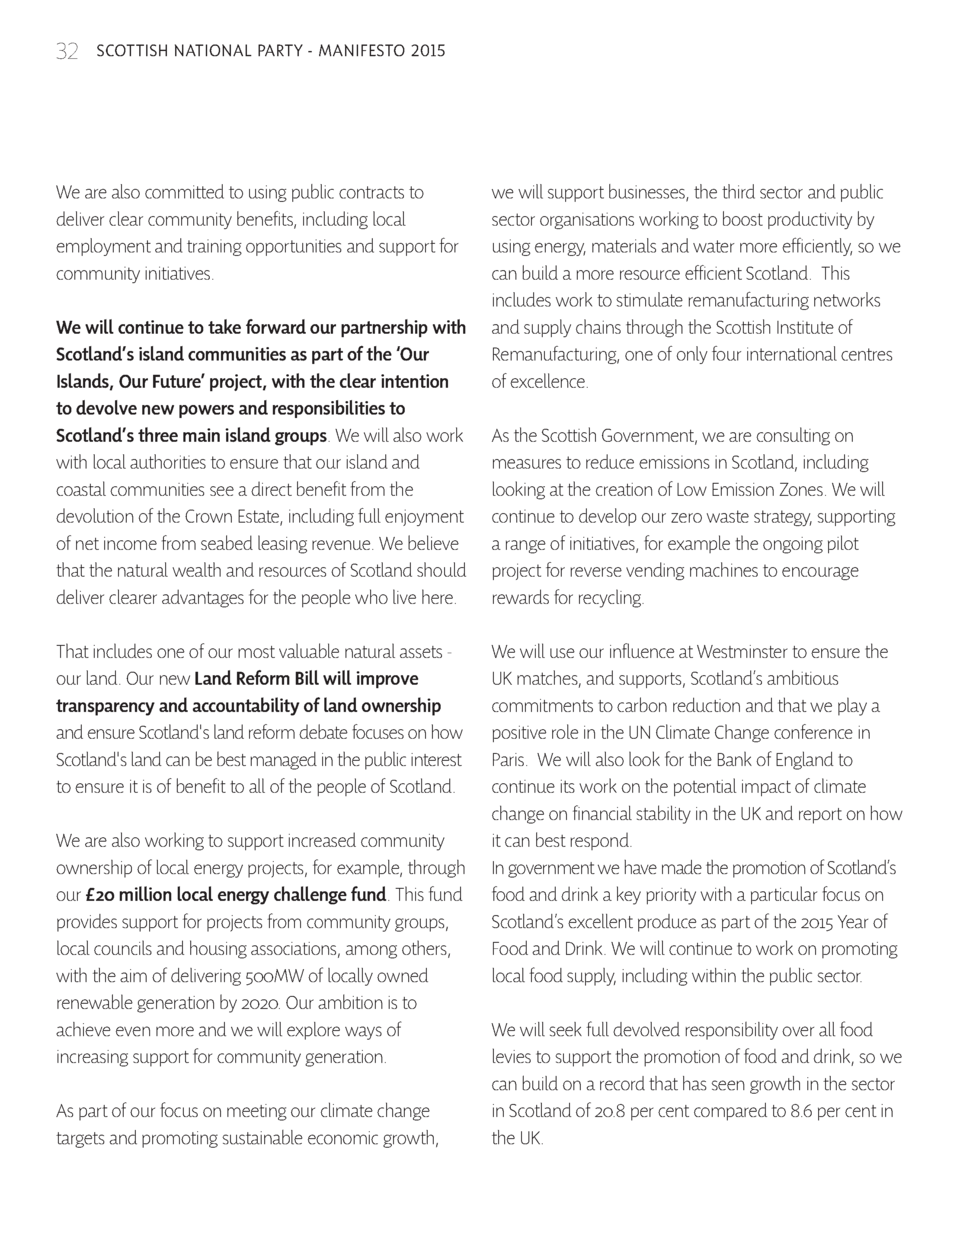 32 SCOTTISH NATIONAL PARTY - MANIFESTO 2015
We are also committed to using public contracts to
deliver clear community benefits, including local
employment and training opportunities and support for
community initiatives.
We will continue to take forward our partnership with
Scotland's island communities as part of the ‘Our
Islands, Our Future’ project, with the clear intention
to devolve new powers and responsibilities to
Scotland's three main island groups. We will also work
with local authorities to ensure that our island and
coastal communities see a direct benefit from the
devolution of the Crown Estate, including full enjoyment
of net income from seabed leasing revenue. We believe
that the natural wealth and resources of Scotland should
deliver clearer advantages for the people who live here.
That includes one of our most valuable natural assets -
our land. Our new Land Reform Bill will improve
transparency and accountability of land ownership
and ensure Scotland's land reform debate focuses on how
Scotland's land can be best managed in the public interest
to ensure it is of benefit to all of the people of Scotland.
We are also working to support increased community
ownership of local energy projects, for example, through
our £20 million local energy challenge fund. This fund
provides support for projects from community groups,
local councils and housing associations, among others,
with the aim of delivering 500MW of locally owned
renewable generation by 2020. Our ambition is to
achieve even more and we will explore ways of
increasing support for community generation.
As part of our focus on meeting our climate change
targets and promoting sustainable economic growth,
we will support businesses, the third sector and public
sector organisations working to boost productivity by
using energy, materials and water more efficiently, so we
can build a more resource efficient Scotland.  This
includes work to stimulate remanufacturing networks
and supply chains through the Scottish Institute of
Remanufacturing, one of only four international centres
of excellence.
As the Scottish Government, we are consulting on
measures to reduce emissions in Scotland, including
looking at the creation of Low Emission Zones. We will
continue to develop our zero waste strategy, supporting
a range of initiatives, for example the ongoing pilot
project for reverse vending machines to encourage
rewards for recycling.
We will use our influence at Westminster to ensure the
UK matches, and supports, Scotland's ambitious
commitments to carbon reduction and that we play a
positive role in the UN Climate Change conference in
Paris.  We will also look for the Bank of England to
continue its work on the potential impact of climate
change on financial stability in the UK and report on how
it can best respond.
In government we have made the promotion of Scotland's
food and drink a key priority with a particular focus on
Scotland's excellent produce as part of the 2015 Year of
Food and Drink. We will continue to work on promoting
local food supply, including within the public sector.
We will seek full devolved responsibility over all food
levies to support the promotion of food and drink, so we
can build on a record that has seen growth in the sector
in Scotland of 20.8 per cent compared to 8.6 per cent in
the UK.